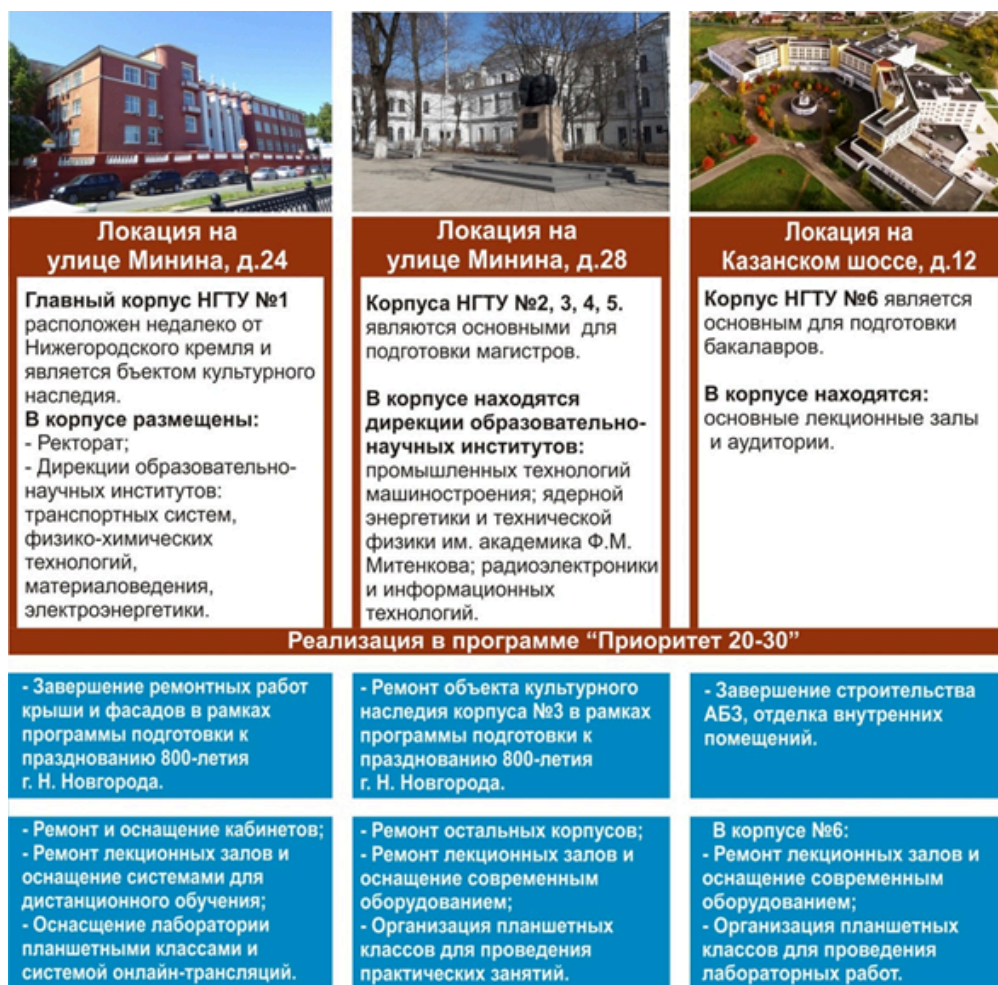 Локация на
улице Минина, д.24
Главный корпус НГТУ №1
расположен недалеко от
Нижегородского кремля и
является бъектом культурного
наследия.
В корпусе размещены:
- Ректорат;
- Дирекции образовательно-
научных институтов:
транспортных систем,
физико-химических
технологий,
материаловедения,
электроэнергетики.
Локация на
улице Минина, д.28
Корпуса НГТУ №2, 3, 4, 5.
являются основными для
подготовки магистров.
В корпусе находятся
дирекции образовательно-
научных институтов:
промышленных технологий
машиностроения; ядерной
энергетики и технической
физики им. академика Ф.М.
Митенкова; радиоэлектроники
и информационных
технологий.
Локация на
Казанском шоссе, д.12
Корпус НГТУ №6 является
основным для подготовки
бакалавров.
В корпусе находятся:
основные лекционные залы
и аудитории.
Реализация в программе “Приоритет 20-30”
- Завершение ремонтных работ
крыши и фасадов в рамках
программы подготовки к
празднованию 800-летия
г. Н. Новгорода.
- Ремонт объекта культурного
наследия корпуса №3 в рамках
программы подготовки к
празднованию 800-летия
г. Н. Новгорода.
- Завершение строительства
АБЗ, отделка внутренних
помещений.
- Ремонт и оснащение кабинетов;
- Ремонт лекционных залов и
оснащение системами для
дистанционного обучения;
- Оснасщение лаборатории
планшетными классами и
системой онлайн-трансляций.
- Ремонт остальных корпусов;
- Ремонт лекционных залов и
оснащение современным
оборудованием;
- Организация планшетных
классов для проведения
практических занятий.
В корпусе №6:
- Ремонт лекционных залов и
оснащение современным
оборудованием;
- Организация планшетных
классов для проведения
лабораторных работ.